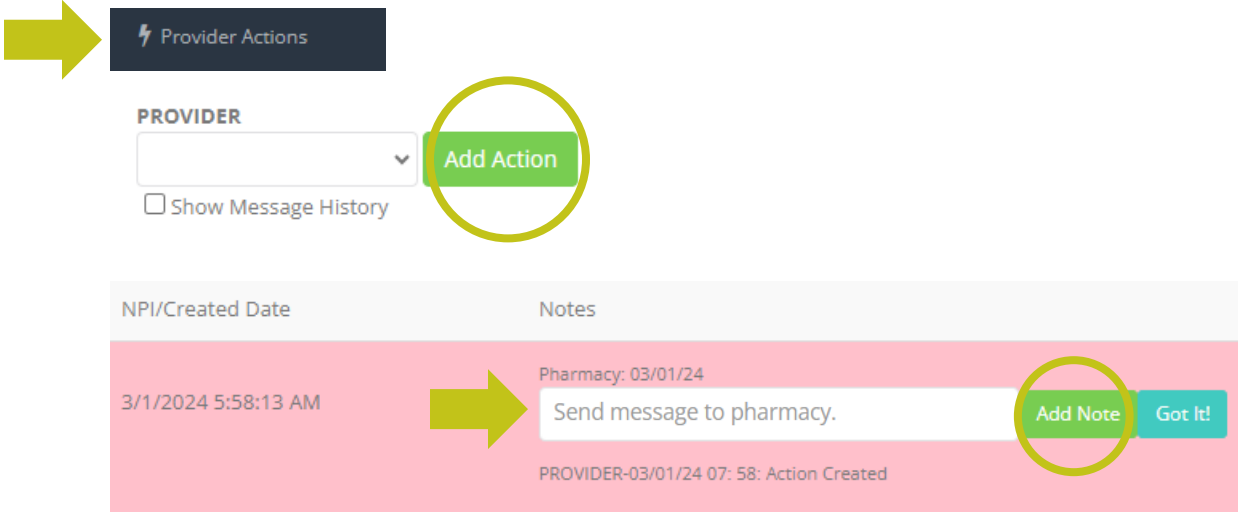 Provider Actions
PROVIDER
Add Action
Show Message History
NPI/Created Date Notes
Pharmacy: 03/01/24
3/1/2024 5:58:13 AM Send message to pharmacy. Add Note Got It!
PROVIDER-03/01/24 07: 58: Action Created